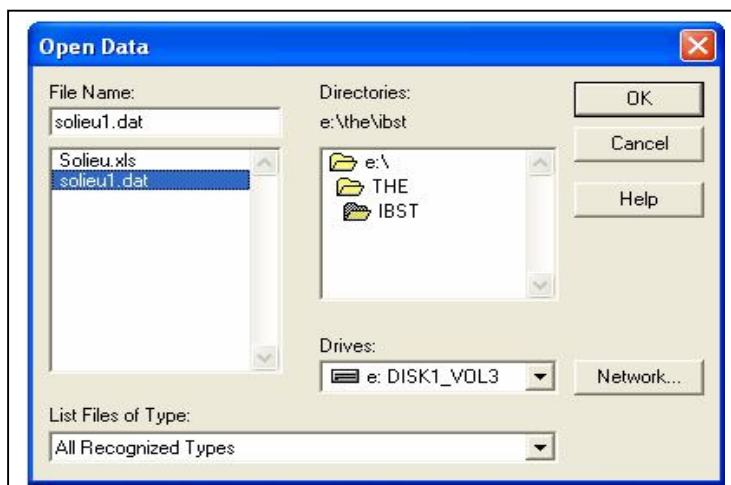 Open Data
File Name:
solieu1.dat
Solieu.xls
solieu1.dat
List Files of Type:
All Recognized Types
Directories:
e:\the\ibst
e:\
THE
IBST
Drives:
e: DISK1_VOL3
OK
Cancel
Help
Network...